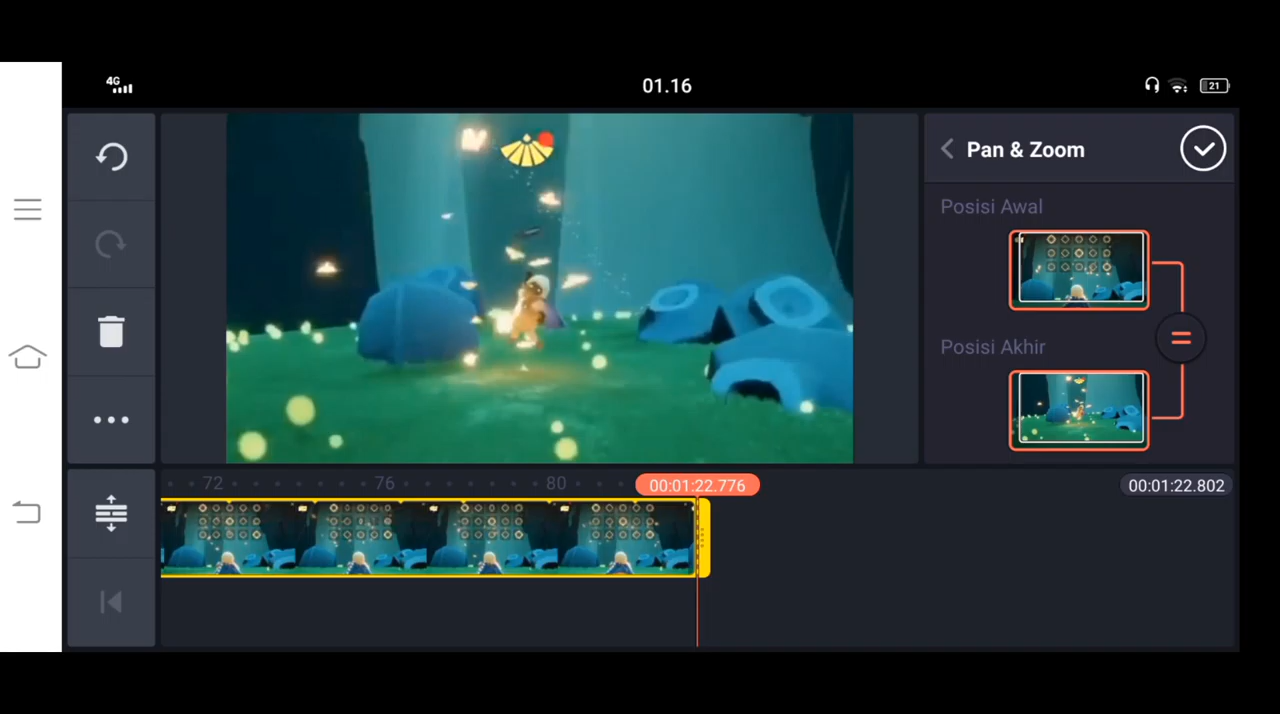 4G
01.16
21
Pan & Zoom
Posisi Awal
Posisi Akhir
72
76
80
00:01:22.776
00:01:22.802